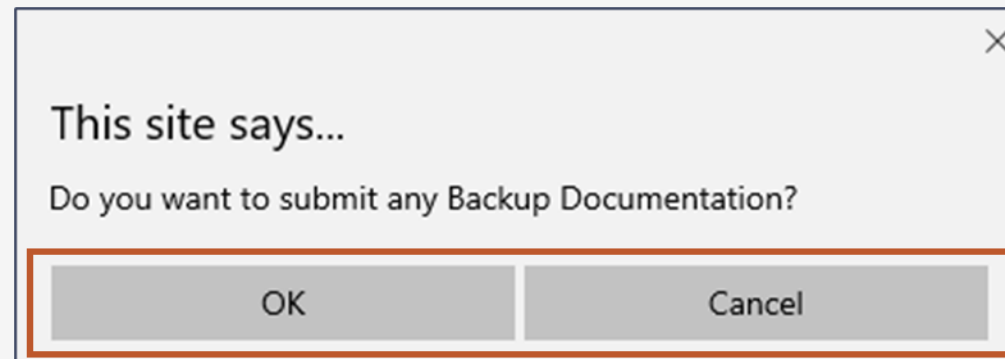 This site says...
Do you want to submit any Backup Documentation?
OK Cancel